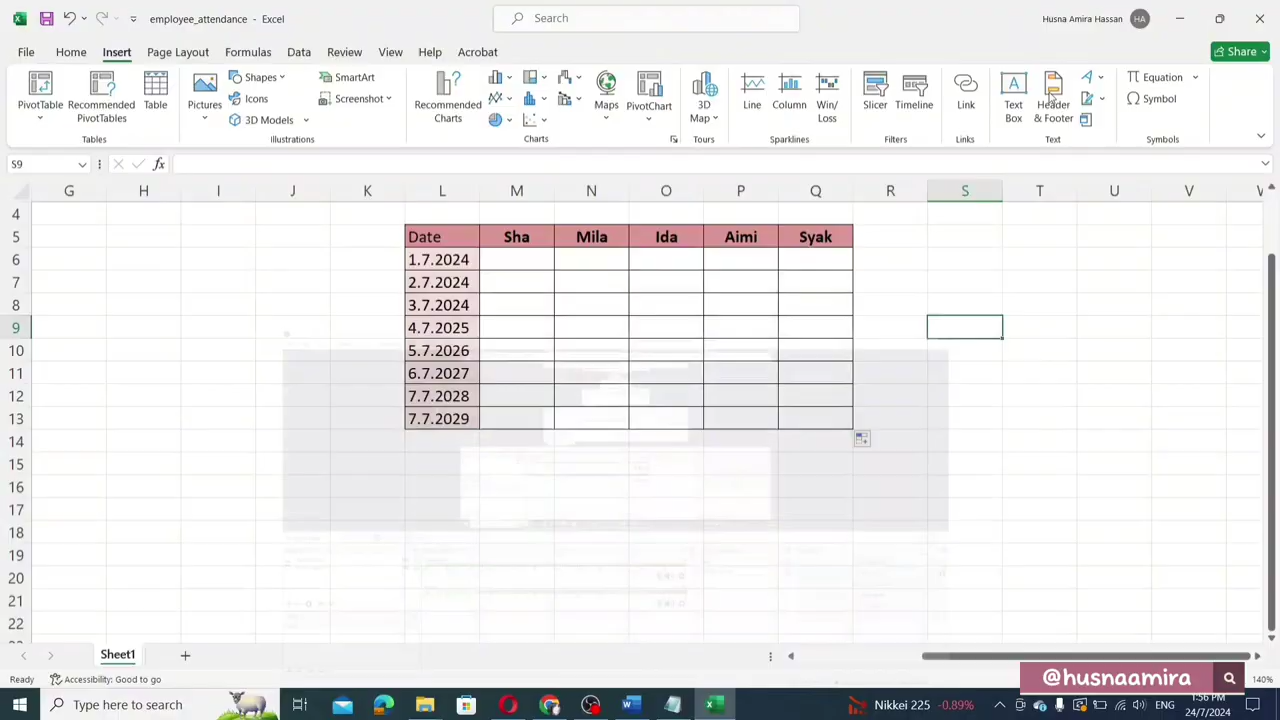 employee_attendance - Excel
Search
Husna Amira Hassan
HA
File Home Insert Page Layout Formulas Data Review View Help Acrobat
Share
PivotTable
Recommended PivotTables
Table
Tables
Pictures
Shapes
Icons
3D Models
SmartArt
Screenshot
Illustrations
Recommended Charts
Maps
PivotChart
Charts
3D Map
Tours
Line
Column
Win/ Loss
Sparklines
Slicer
Timeline
Filters
Link
Links
Text Box
Header & Footer
Text
Equation
Symbol
Symbols
S9
fx
G H I J K L M N O P Q R S T U V
4
5 Date Sha Mila Ida Aimi Syak
6 1.7.2024
7 2.7.2024
8 3.7.2024
9 4.7.2025
10 5.7.2026
11 6.7.2027
12 7.7.2028
13 7.7.2029
14
15
16
17
18
19
20
21
22
Sheet1
Ready
Accessibility: Good to go
@husnaamira
140%
Type here to search
Nikkei 225 -0.89%
ENG
1:56 PM
24/7/2024